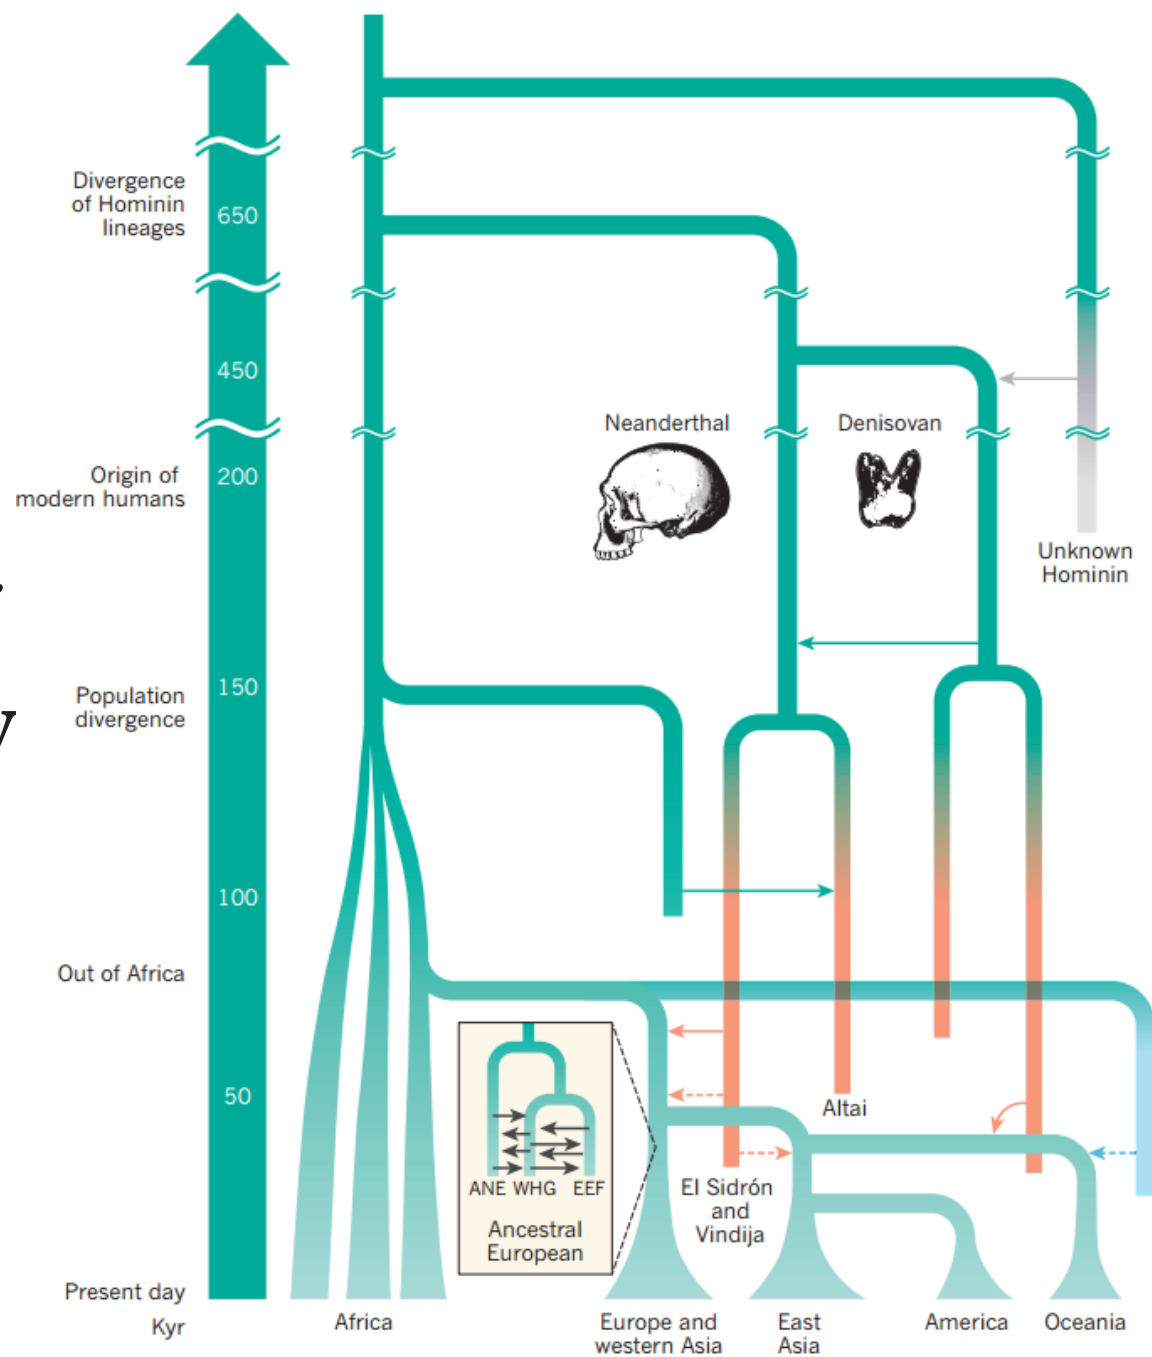 Divergence
of Hominin
lineages
650
450
Neanderthal
Denisovan
Origin of
modern humans
200
Unknown
Hominin
Population
divergence
150
100
Out of Africa
50
Altai
ANE WHG EEF
Ancestral
European
El Sidrón
and
Vindija
Present day
Kyr
Africa
Europe and
western Asia
East
Asia
America
Oceania